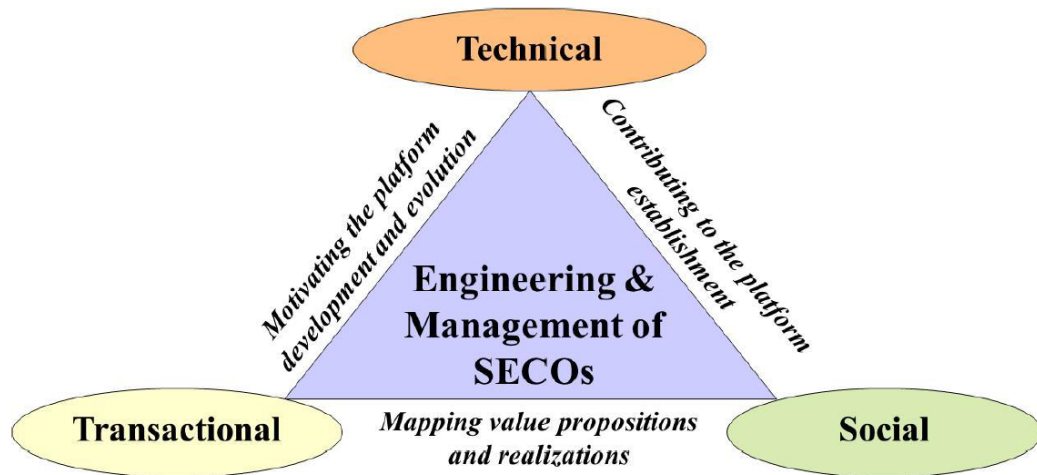 Technical
Motivating the platform
development and evolution
Contributing to the platform
establishment
Engineering &
Management of
SECOs
Transactional
Mapping value propositions
and realizations
Social